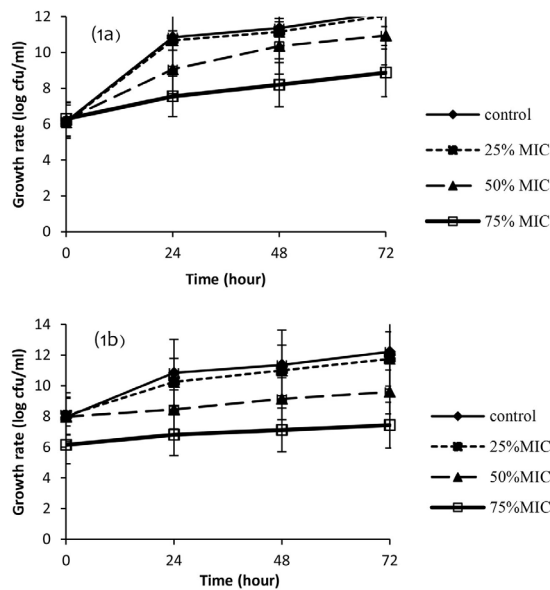 (1a)
Growth rate (log cfu/ml)
12
10
8
6
4
2
0
0 24 48 72
Time (hour)
control
25% MIC
50% MIC
75% MIC
(1b)
Growth rate (log cfu/ml)
14
12
10
8
6
4
2
0
0 24 48 72
Time (hour)
control
25%MIC
50%MIC
75%MIC